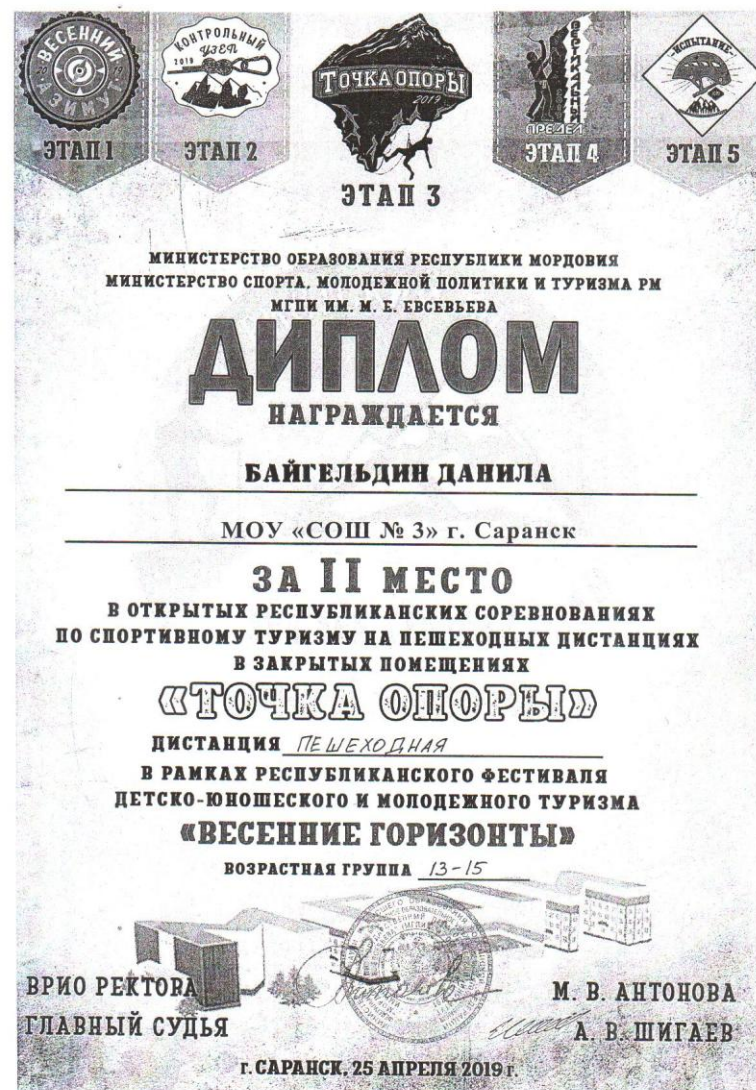 ВЕСЕННИЙ
АЗИМУТ
ЭТАП 1
КОНТРОЛЬНЫЙ
УЗЕЛ
2019
ЭТАП 2
ТОЧКА ОПОРЫ
2019
ЭТАП 3
ВЕРТИКАЛЬНЫЙ
ПРЕДЕЛ
ЭТАП 4
ИСПЫТАНИЕ
ЭТАП 5
МИНИСТЕРСТВО ОБРАЗОВАНИЯ РЕСПУБЛИКИ МОРДОВИЯ
МИНИСТЕРСТВО СПОРТА, МОЛОДЕЖНОЙ ПОЛИТИКИ И ТУРИЗМА РМ
МГПИ ИМ. М. Е. ЕВСЕВЬЕВА
ДИПЛОМ
НАГРАЖДАЕТСЯ
БАЙГЕЛЬДИН ДАНИЛА
МОУ «СОШ № 3» г. Саранск
ЗА II МЕСТО
В ОТКРЫТЫХ РЕСПУБЛИКАНСКИХ СОРЕВНОВАНИЯХ
ПО СПОРТИВНОМУ ТУРИЗМУ НА ПЕШЕХОДНЫХ ДИСТАНЦИЯХ
В ЗАКРЫТЫХ ПОМЕЩЕНИЯХ
«ТОЧКА ОПОРЫ»
ДИСТАНЦИЯ ПЕШЕХОДНАЯ
В РАМКАХ РЕСПУБЛИКАНСКОГО ФЕСТИВАЛЯ
ДЕТСКО-ЮНОШЕСКОГО И МОЛОДЕЖНОГО ТУРИЗМА
«ВЕСЕННИЕ ГОРИЗОНТЫ»
ВОЗРАСТНАЯ ГРУППА 13-15
ВРИО РЕКТОРА М. В. АНТОНОВА
ГЛАВНЫЙ СУДЬЯ А. В. ШИГАЕВ
г. САРАНСК, 25 АПРЕЛЯ 2019 г.